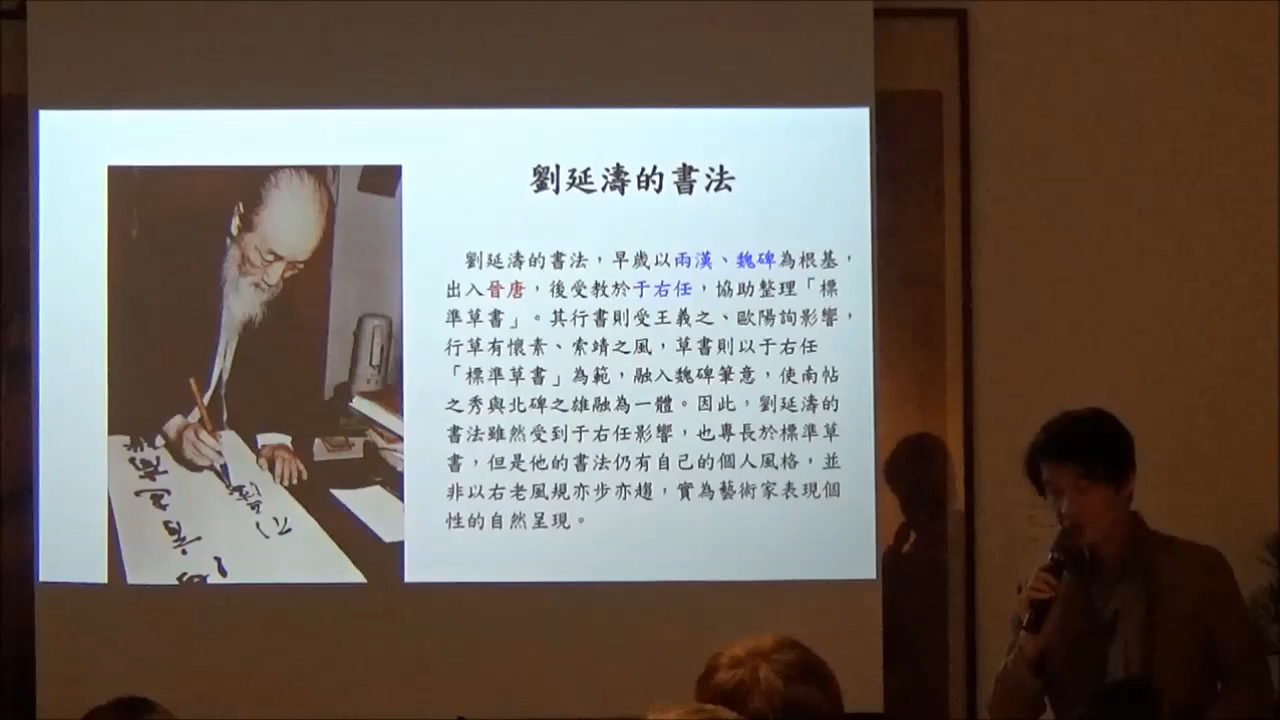 劉延濤的書法
劉延濤的書法，早歲以兩漢、魏碑為根基，
出入晉唐，後受教於于右任，協助整理「標
準草書」。其行書則受王羲之、歐陽詢影響，
行草有懷素、索靖之風，草書則以于右任
「標準草書」為範，融入魏碑筆意，使南帖
之秀與北碑之雄融為一體。因此，劉延濤的
書法雖然受到于右任影響，也專長於標準草
書，但是他的書法仍有自己的個人風格，並
非以右老風規亦步亦趨，實為藝術家表現個
性的自然呈現。